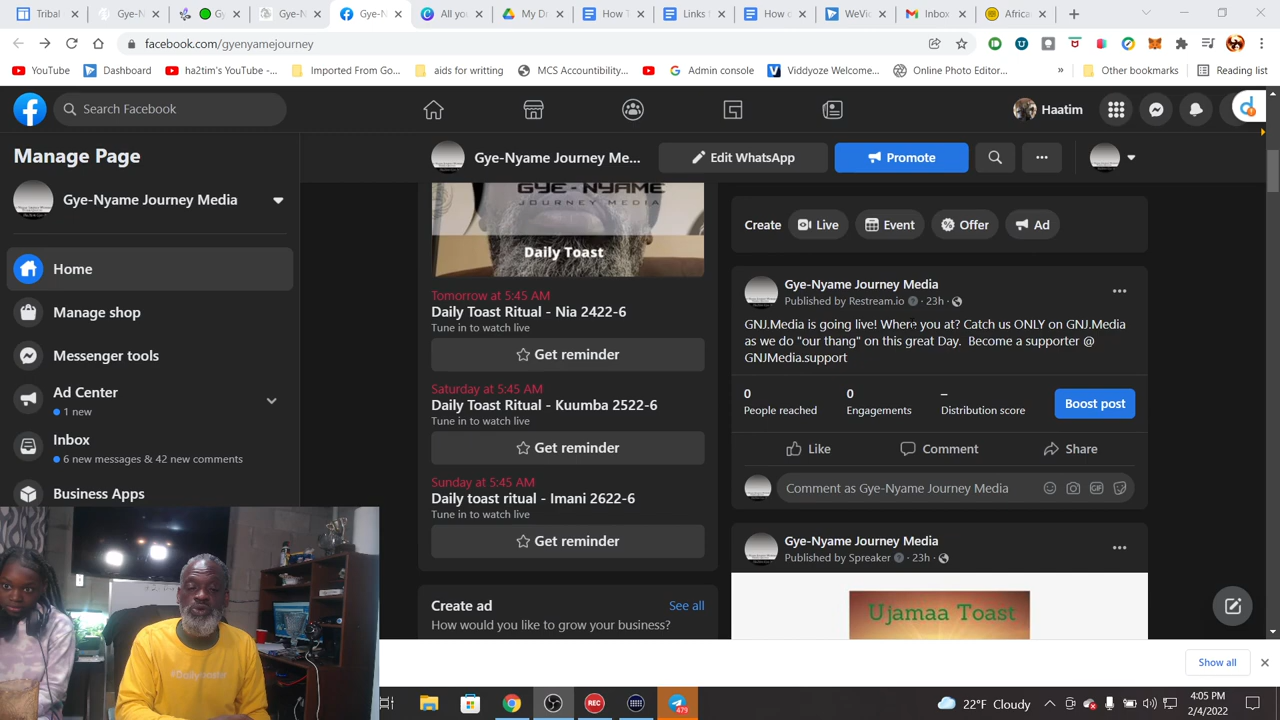 Tribal
Gye-N
Gy
Gye-N
Gye-N
All you
My D
How T
Links
How c
WeVic
Inbox
Africa
facebook.com/gyenyamejourney
YouTube
Dashboard
ha2tim's YouTube -...
Imported From Go...
aids for writting
MCS Accountibility...
Admin console
Viddyoze Welcome...
Online Photo Editor...
»
Other bookmarks
Reading list
Search Facebook
Haatim
Manage Page
Gye-Nyame Journey Me...
Edit WhatsApp
Promote
Gye-Nyame Journey Media
Home
Manage shop
Messenger tools
Ad Center
1 new
Inbox
6 new messages & 42 new comments
Business Apps
GYE - NYAME
JOURNEY MEDIA
Daily Toast
Tomorrow at 5:45 AM
Daily Toast Ritual - Nia 2422-6
Tune in to watch live
Get reminder
Saturday at 5:45 AM
Daily Toast Ritual - Kuumba 2522-6
Tune in to watch live
Get reminder
Sunday at 5:45 AM
Daily toast ritual - Imani 2622-6
Tune in to watch live
Get reminder
Create ad
See all
How would you like to grow your business?
Create
Live
Event
Offer
Ad
Gye-Nyame Journey Media
Published by Restream.io · 23h ·
GNJ.Media is going live! Where you at? Catch us ONLY on GNJ.Media
as we do "our thang" on this great Day. Become a supporter @
GNJMedia.support
0
People reached
0
Engagements
–
Distribution score
Boost post
Like
Comment
Share
Comment as Gye-Nyame Journey Media
Gye-Nyame Journey Media
Published by Spreaker · 23h ·
Ujamaa Toast
Show all
REC
479
22°F Cloudy
4:05 PM
2/4/2022